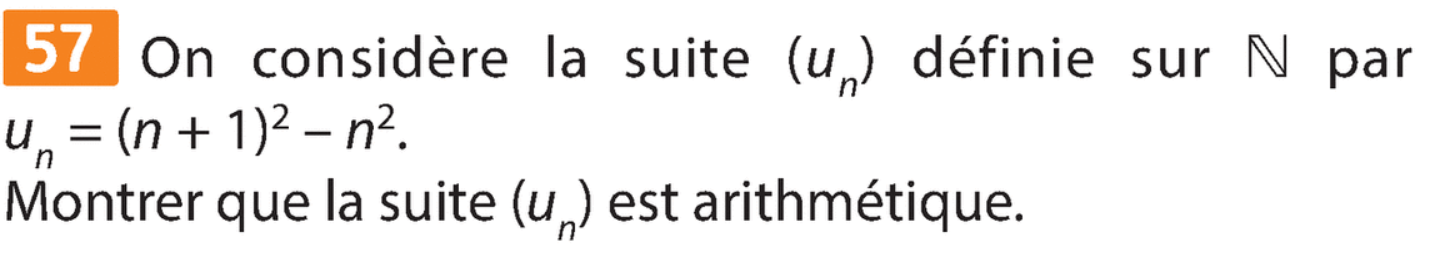 57 On considère la suite (uₙ) définie sur ℕ par
uₙ = (n + 1)² – n².
Montrer que la suite (uₙ) est arithmétique.